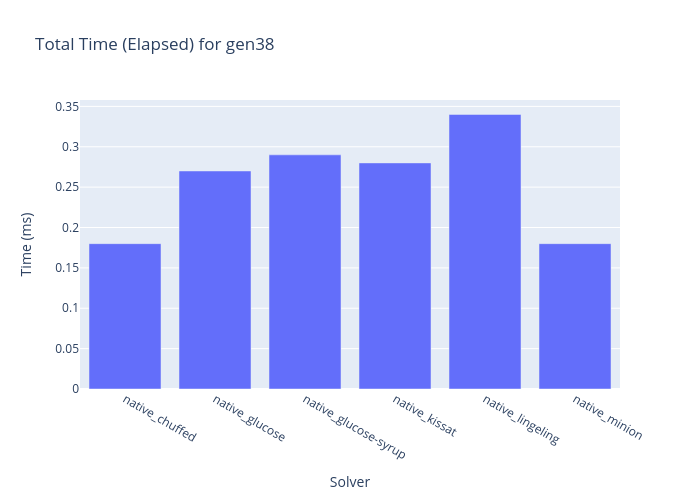 Total Time (Elapsed) for gen38
Time (ms)
0.35
0.3
0.25
0.2
0.15
0.1
0.05
0
native_chuffed
native_glucose
native_glucose-syrup
native_kissat
native_lingeling
native_minion
Solver